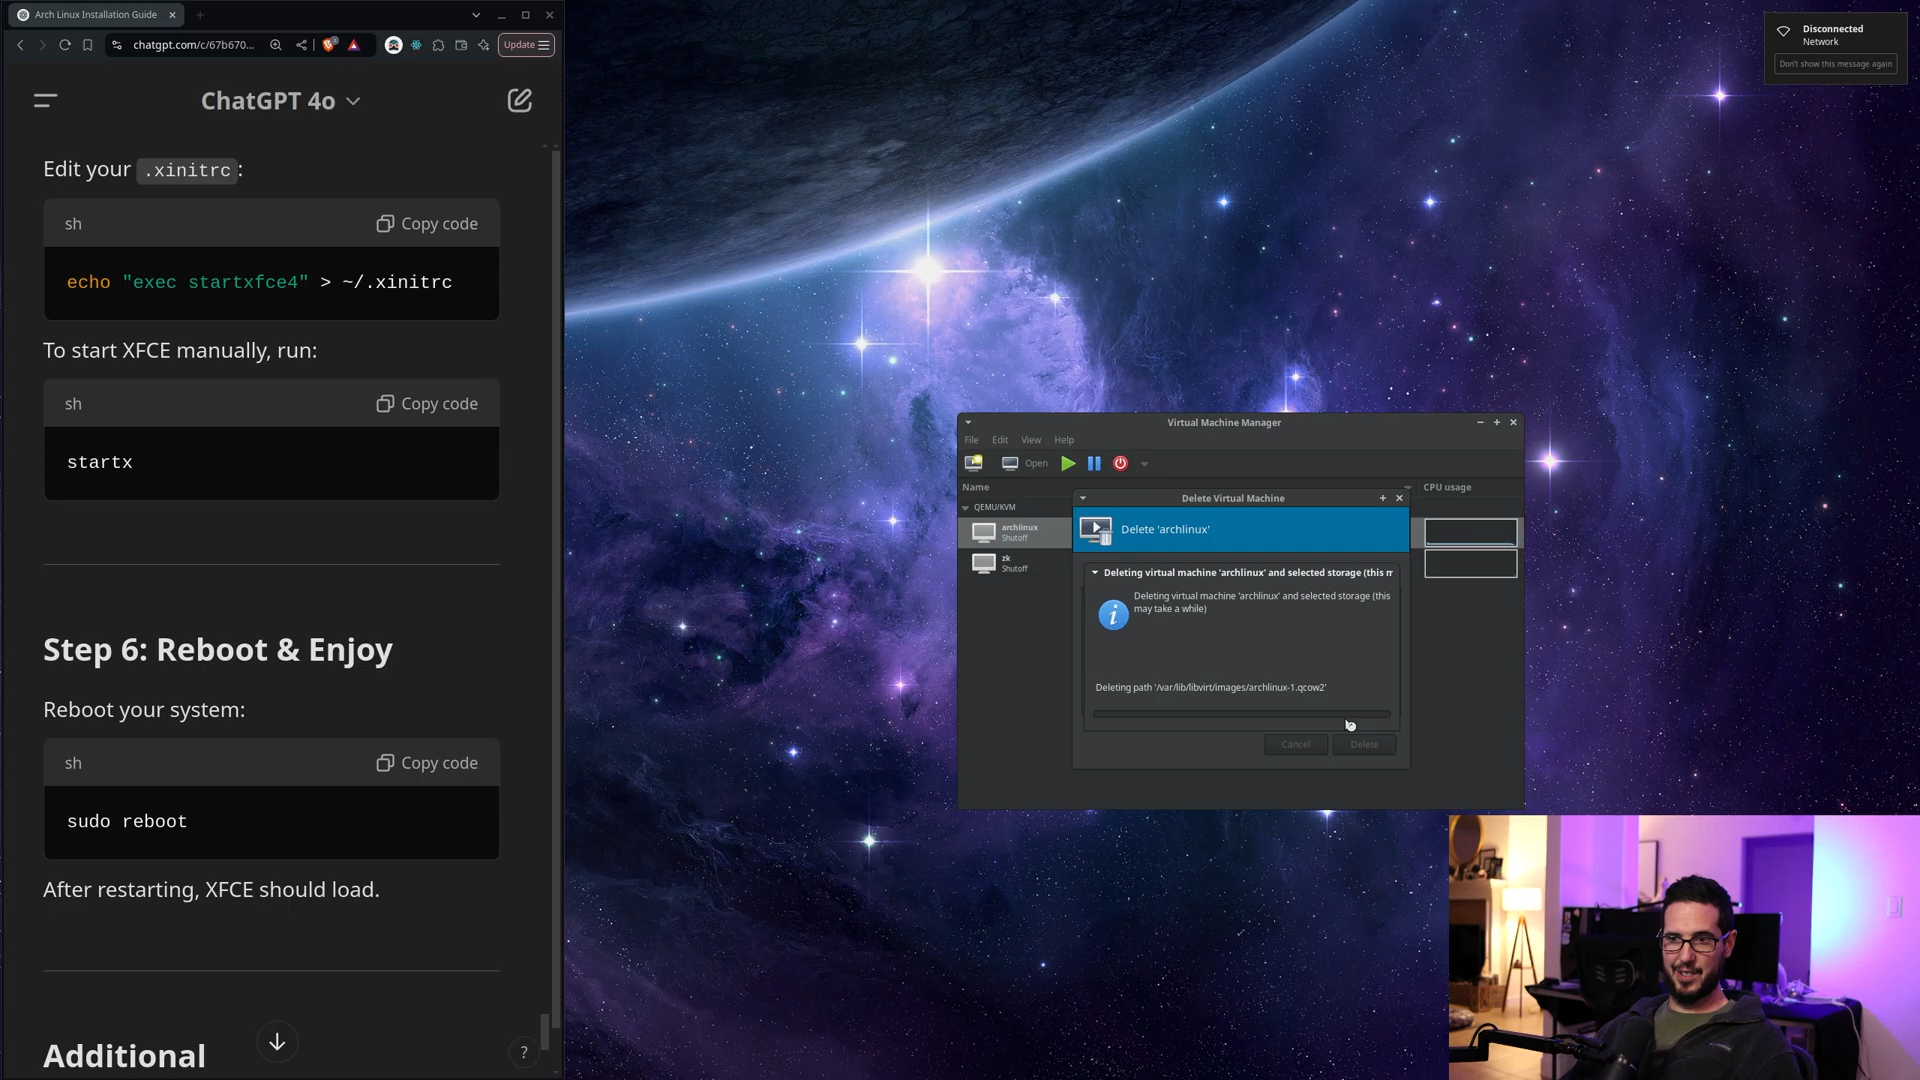 Arch Linux Installation Guide
chatgpt.com/c/67b670...
Update
ChatGPT 4o
Edit your .xinitrc:
sh
Copy code
echo "exec startxfce4" > ~/.xinitrc
To start XFCE manually, run:
sh
Copy code
startx
Step 6: Reboot & Enjoy
Reboot your system:
sh
Copy code
sudo reboot
After restarting, XFCE should load.
Additional
?
Disconnected
Network
Don't show this message again
Virtual Machine Manager
File Edit View Help
Open
Name
CPU usage
QEMU/KVM
archlinux
Shutoff
zk
Shutoff
Delete Virtual Machine
Delete 'archlinux'
Deleting virtual machine 'archlinux' and selected storage (this m
Deleting virtual machine 'archlinux' and selected storage (this
may take a while)
Deleting path '/var/lib/libvirt/images/archlinux-1.qcow2'
Cancel
Delete